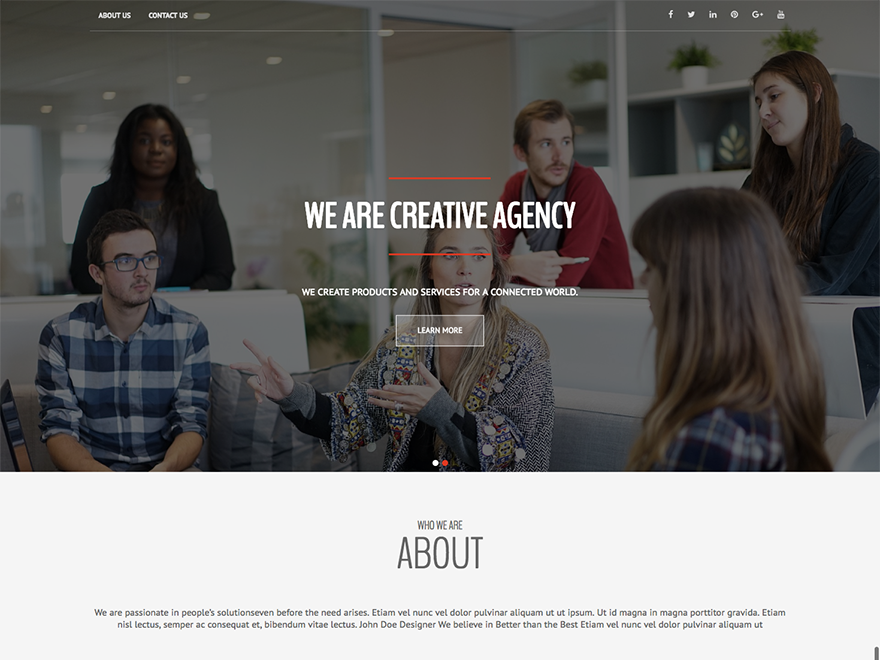 ABOUT US CONTACT US
WE ARE CREATIVE AGENCY
WE CREATE PRODUCTS AND SERVICES FOR A CONNECTED WORLD.
LEARN MORE
WHO WE ARE
ABOUT
We are passionate in people's solutionseven before the need arises. Etiam vel nunc vel dolor pulvinar aliquam ut ut ipsum. Ut id magna in magna porttitor gravida. Etiam
nisl lectus, semper ac consequat et, bibendum vitae lectus. John Doe Designer We believe in Better than the Best Etiam vel nunc vel dolor pulvinar aliquam ut